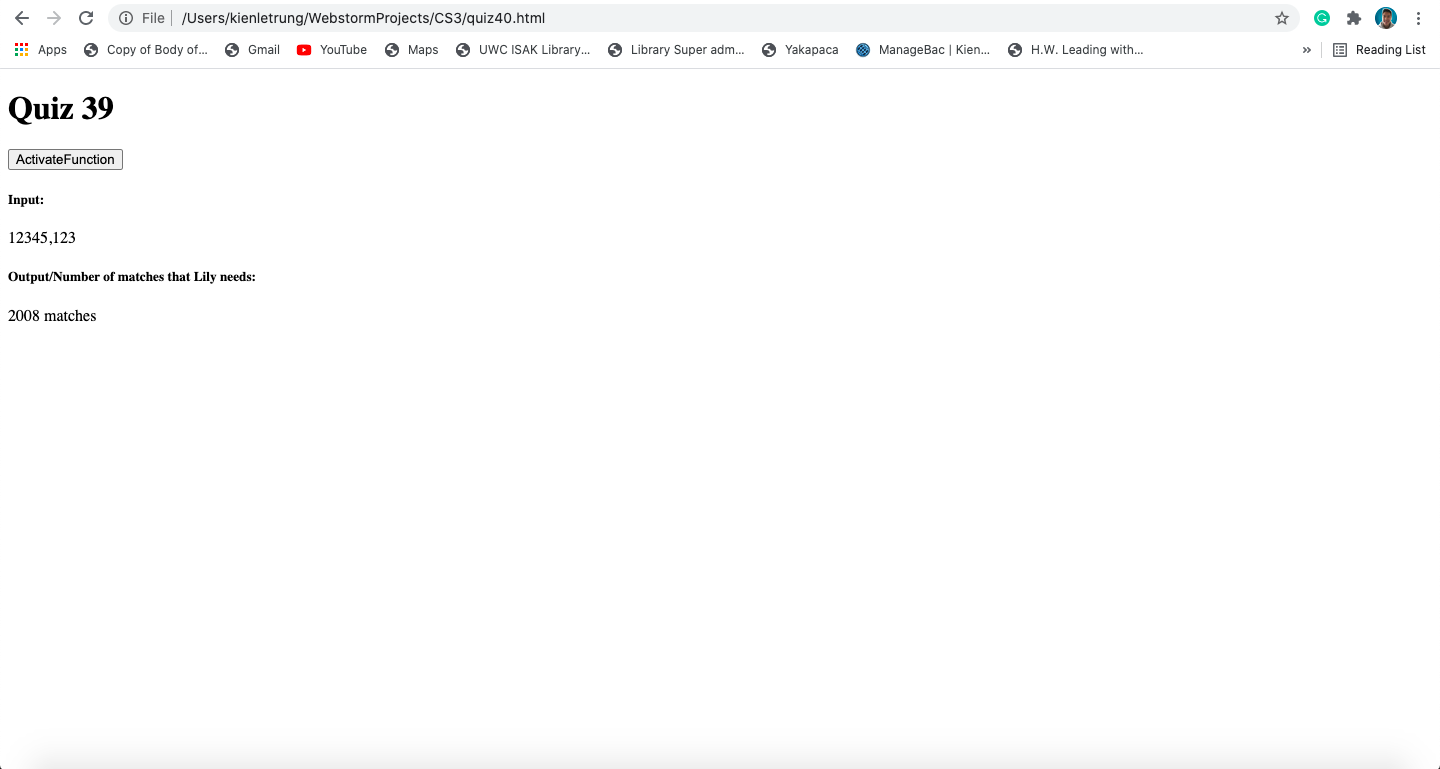 File | /Users/kienletrung/WebstormProjects/CS3/quiz40.html
Apps Copy of Body of... Gmail YouTube Maps UWC ISAK Library... Library Super adm... Yakapaca ManageBac | Kien... H.W. Leading with... » Reading List
Quiz 39
ActivateFunction
Input:
12345,123
Output/Number of matches that Lily needs:
2008 matches